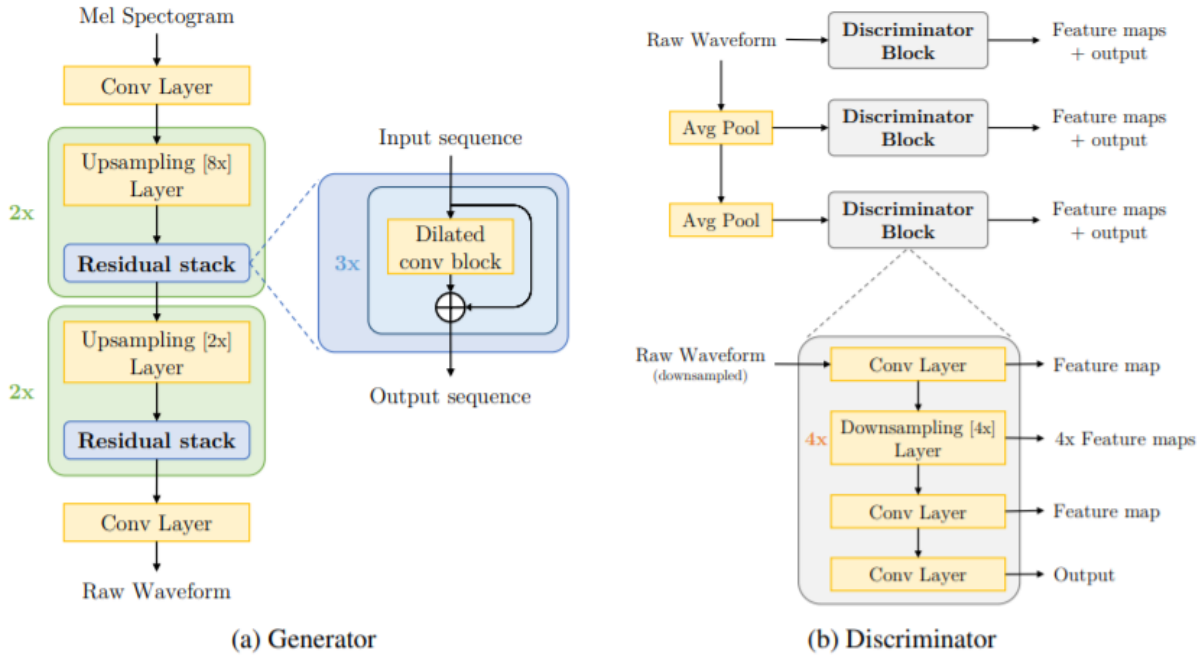 Mel Spectogram
Conv Layer
2x
Upsampling [8x]
Layer
Residual stack
2x
Upsampling [2x]
Layer
Residual stack
Conv Layer
Raw Waveform
Input sequence
3x
Dilated
conv block
Output sequence
(a) Generator
Raw Waveform
Discriminator
Block
Feature maps
+ output
Avg Pool
Discriminator
Block
Feature maps
+ output
Avg Pool
Discriminator
Block
Feature maps
+ output
Raw Waveform
(downsampled)
Conv Layer
Feature map
4x
Downsampling [4x]
Layer
4x Feature maps
Conv Layer
Feature map
Conv Layer
Output
(b) Discriminator